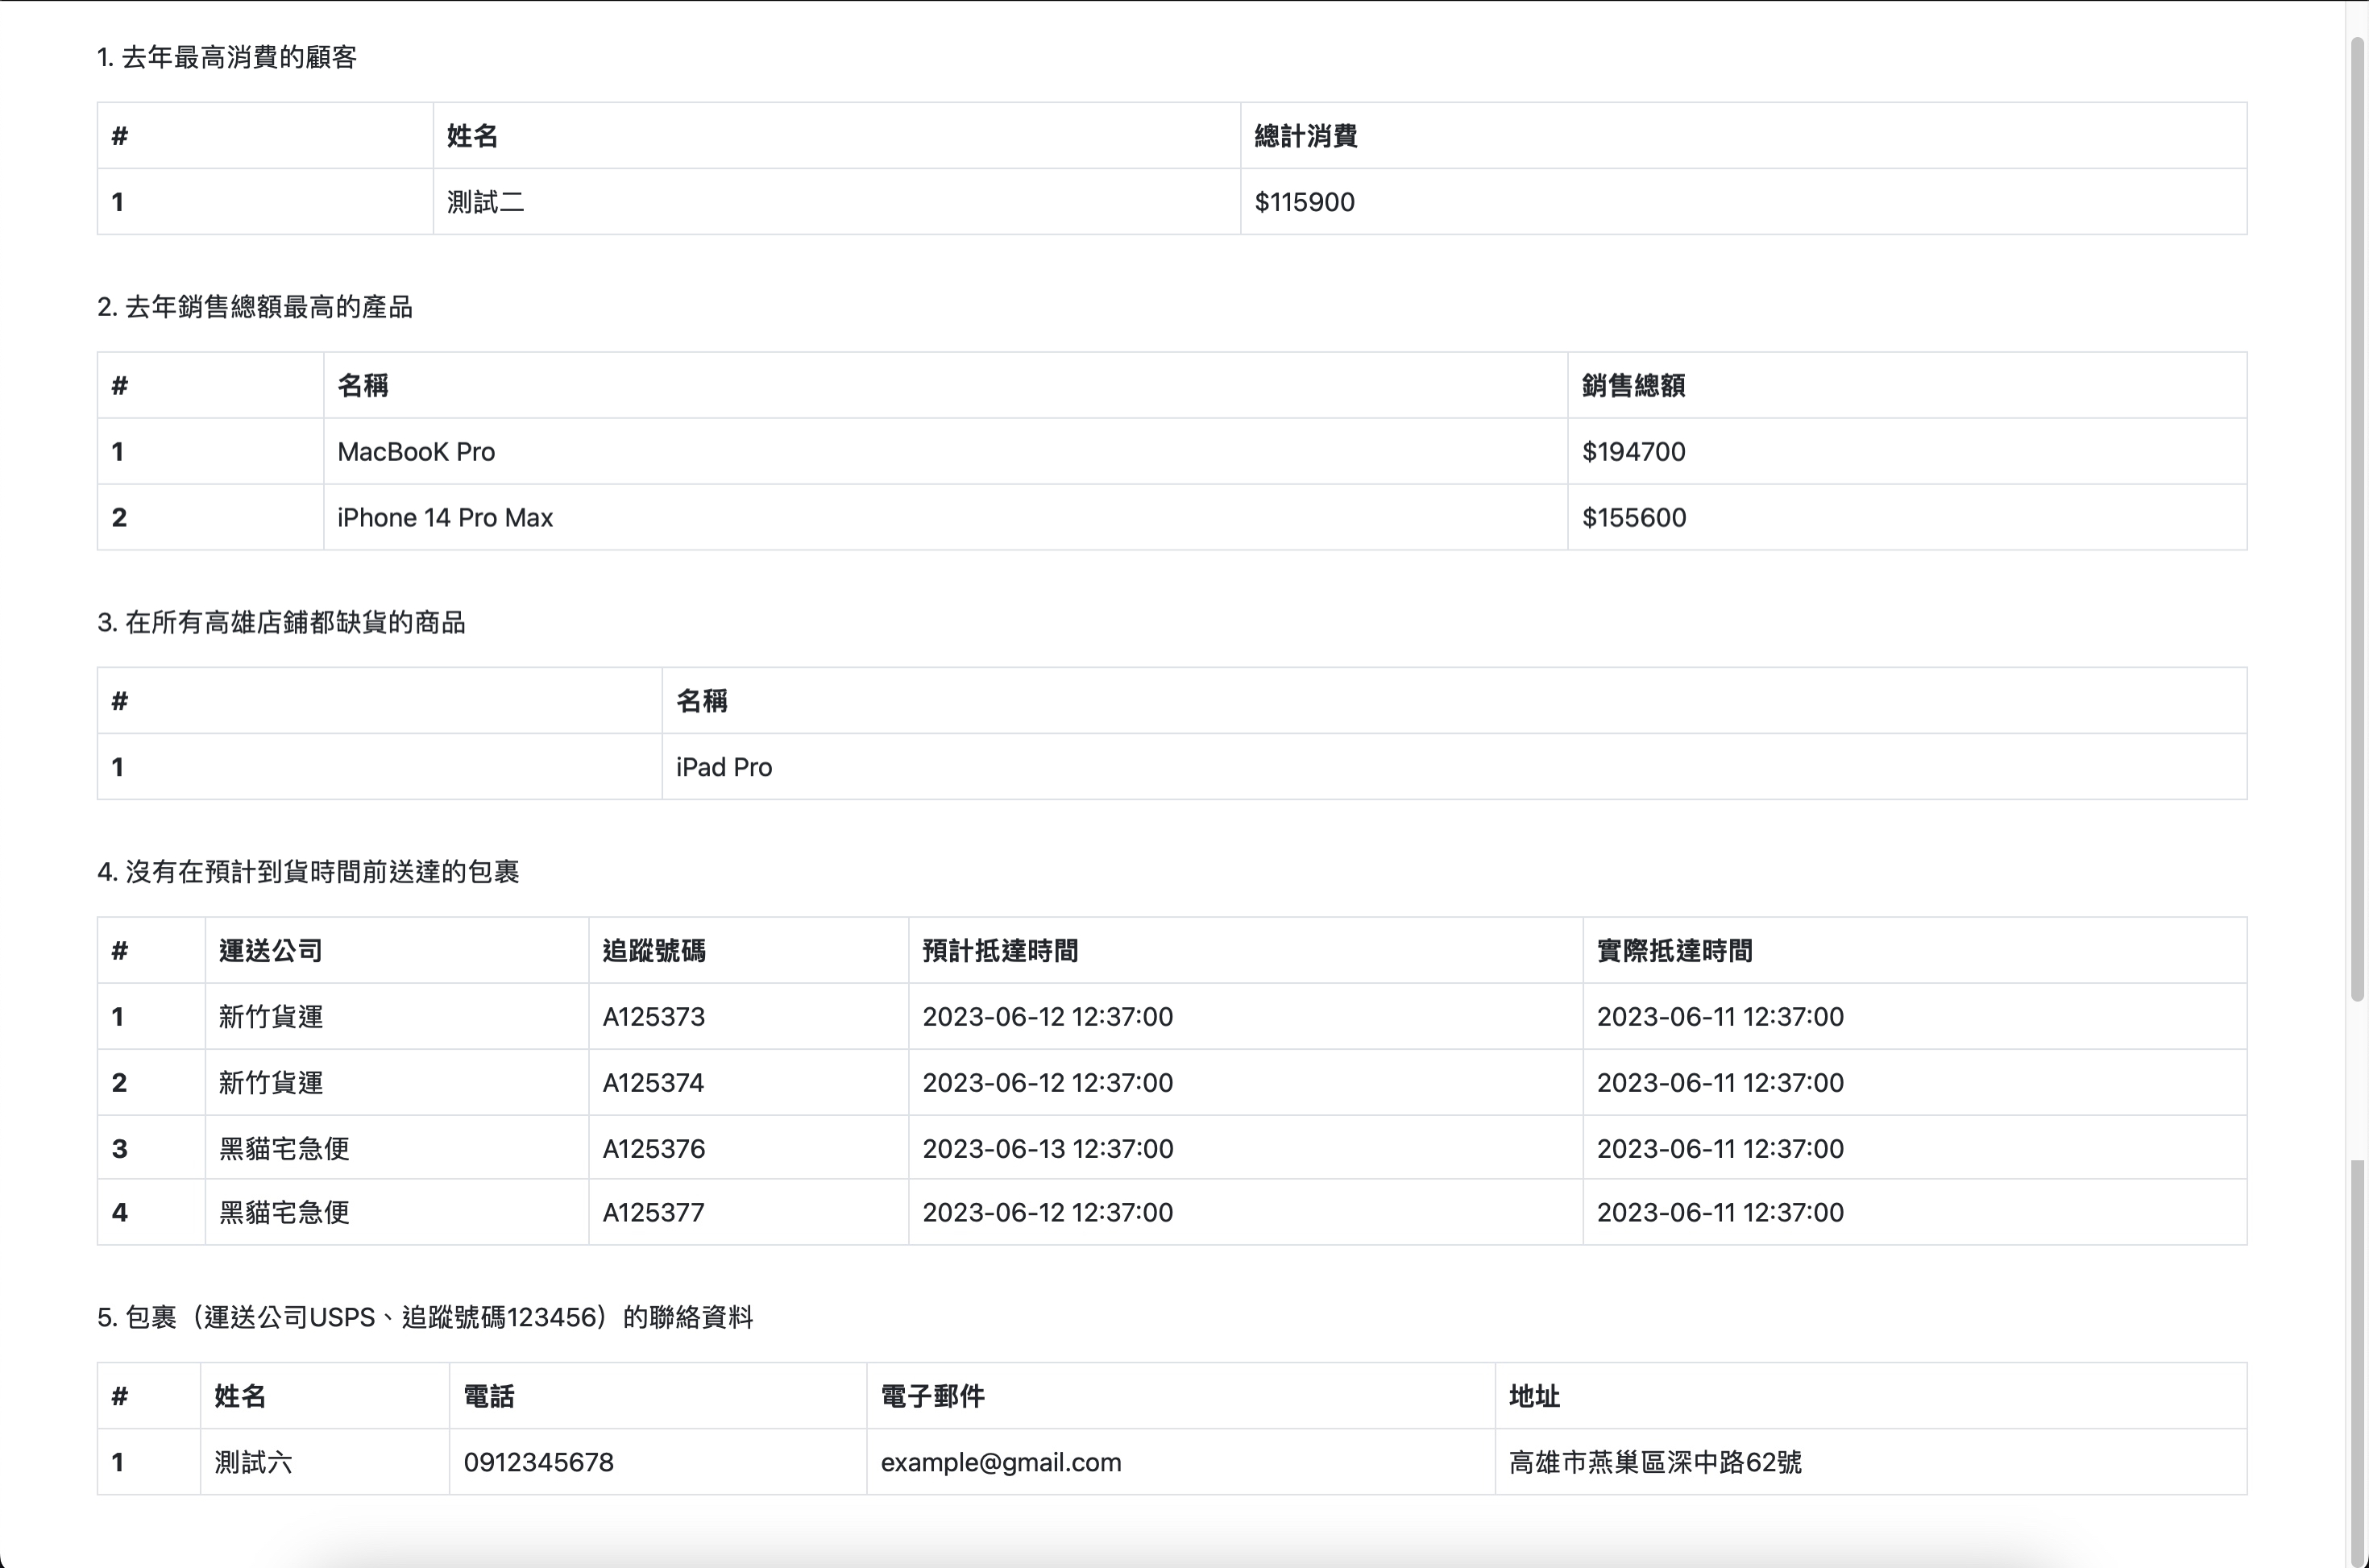 1. 去年最高消費的顧客
# 姓名 總計消費
1 測試二 $115900
2. 去年銷售總額最高的產品
# 名稱 銷售總額
1 MacBooK Pro $194700
2 iPhone 14 Pro Max $155600
3. 在所有高雄店鋪都缺貨的商品
# 名稱
1 iPad Pro
4. 沒有在預計到貨時間前送達的包裹
# 運送公司 追蹤號碼 預計抵達時間 實際抵達時間
1 新竹貨運 A125373 2023-06-12 12:37:00 2023-06-11 12:37:00
2 新竹貨運 A125374 2023-06-12 12:37:00 2023-06-11 12:37:00
3 黑貓宅急便 A125376 2023-06-13 12:37:00 2023-06-11 12:37:00
4 黑貓宅急便 A125377 2023-06-12 12:37:00 2023-06-11 12:37:00
5. 包裹（運送公司USPS、追蹤號碼123456）的聯絡資料
# 姓名 電話 電子郵件 地址
1 測試六 0912345678 example@gmail.com 高雄市燕巢區深中路62號